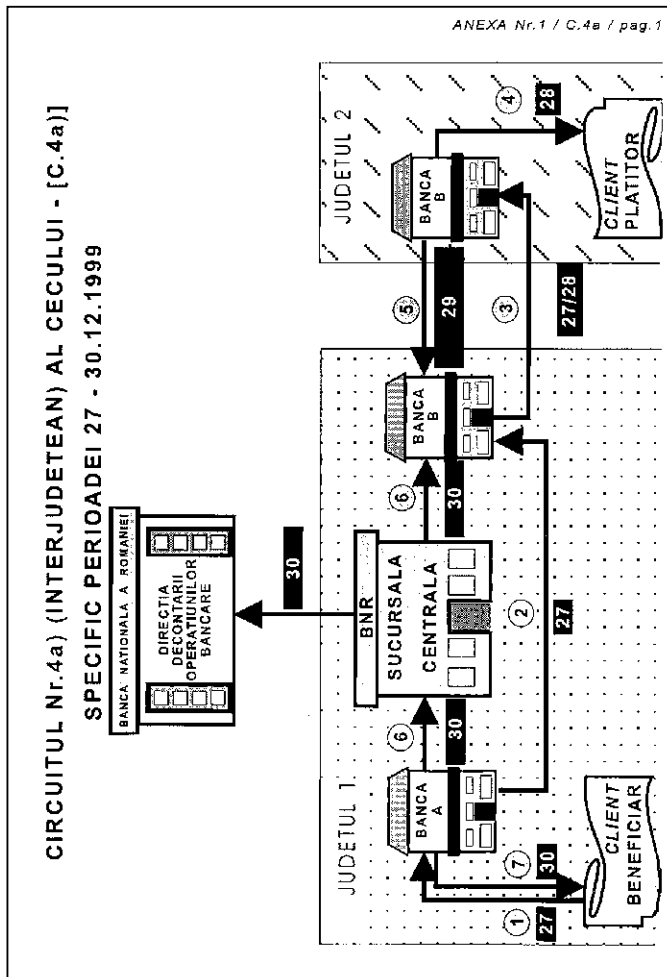 ANEXA Nr.1 / C.4a / pag.1
CIRCUITUL Nr.4a) (INTERJUDETEAN) AL CECULUI - [C.4a)]
SPECIFIC PERIOADEI 27 - 30.12.1999
BANCA NATIONALA A ROMANIEI
DIRECTIA
DECONTARII
OPERATIUNILOR
BANCARE
30
JUDETUL 1
JUDETUL 2
BANCA
A
6
30
BNR
SUCURSALA
CENTRALA
6
30
BANCA
B
5
29
3
27/28
BANCA
B
4
28
2
27
1
27
7
30
CLIENT
BENEFICIAR
CLIENT
PLATITOR